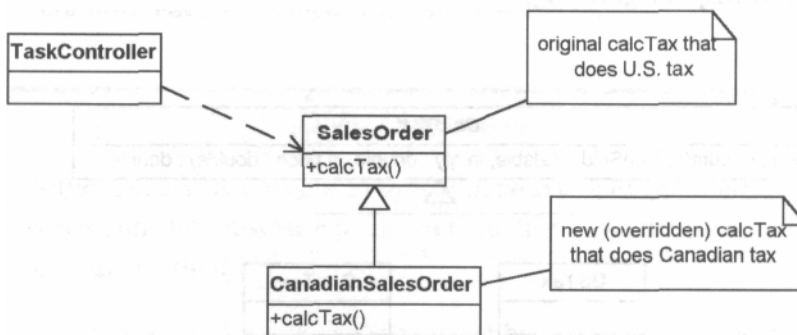 TaskController
original calcTax that
does U.S. tax
SalesOrder
+calcTax()
new (overridden) calcTax
that does Canadian tax
CanadianSalesOrder
+calcTax()